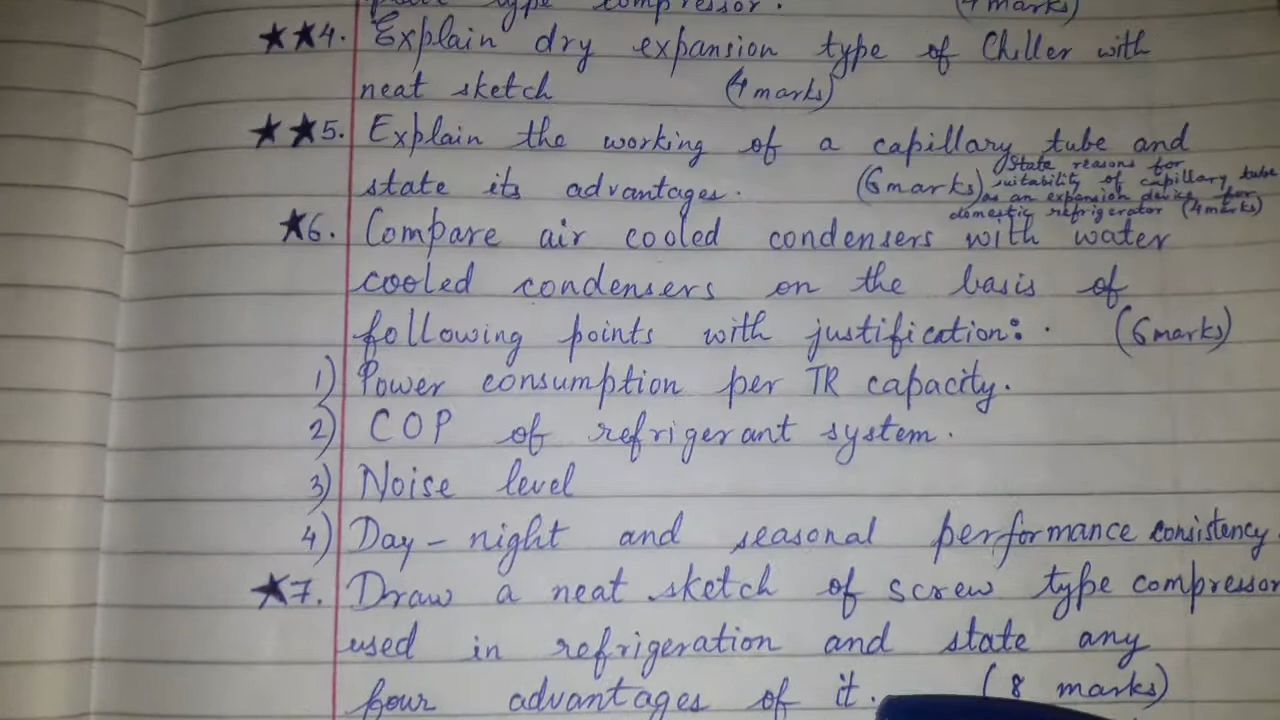 type compressor. (4 marks)
★★4. Explain dry expansion type of Chiller with
neat sketch (4 marks)
★★5. Explain the working of a capillary tube and
state its advantages. (6 marks)
State reasons for
suitability of capillary tube
as an expansion device for
domestic refrigerator (4 marks)
★6. Compare air cooled condensers with water
cooled condensers on the basis of
following points with justification: . (6 marks)
1) Power consumption per TR capacity.
2) COP of refrigerant system.
3) Noise level
4) Day - night and seasonal performance consistency.
★7. Draw a neat sketch of screw type compressor
used in refrigeration and state any
four advantages of it. (8 marks)